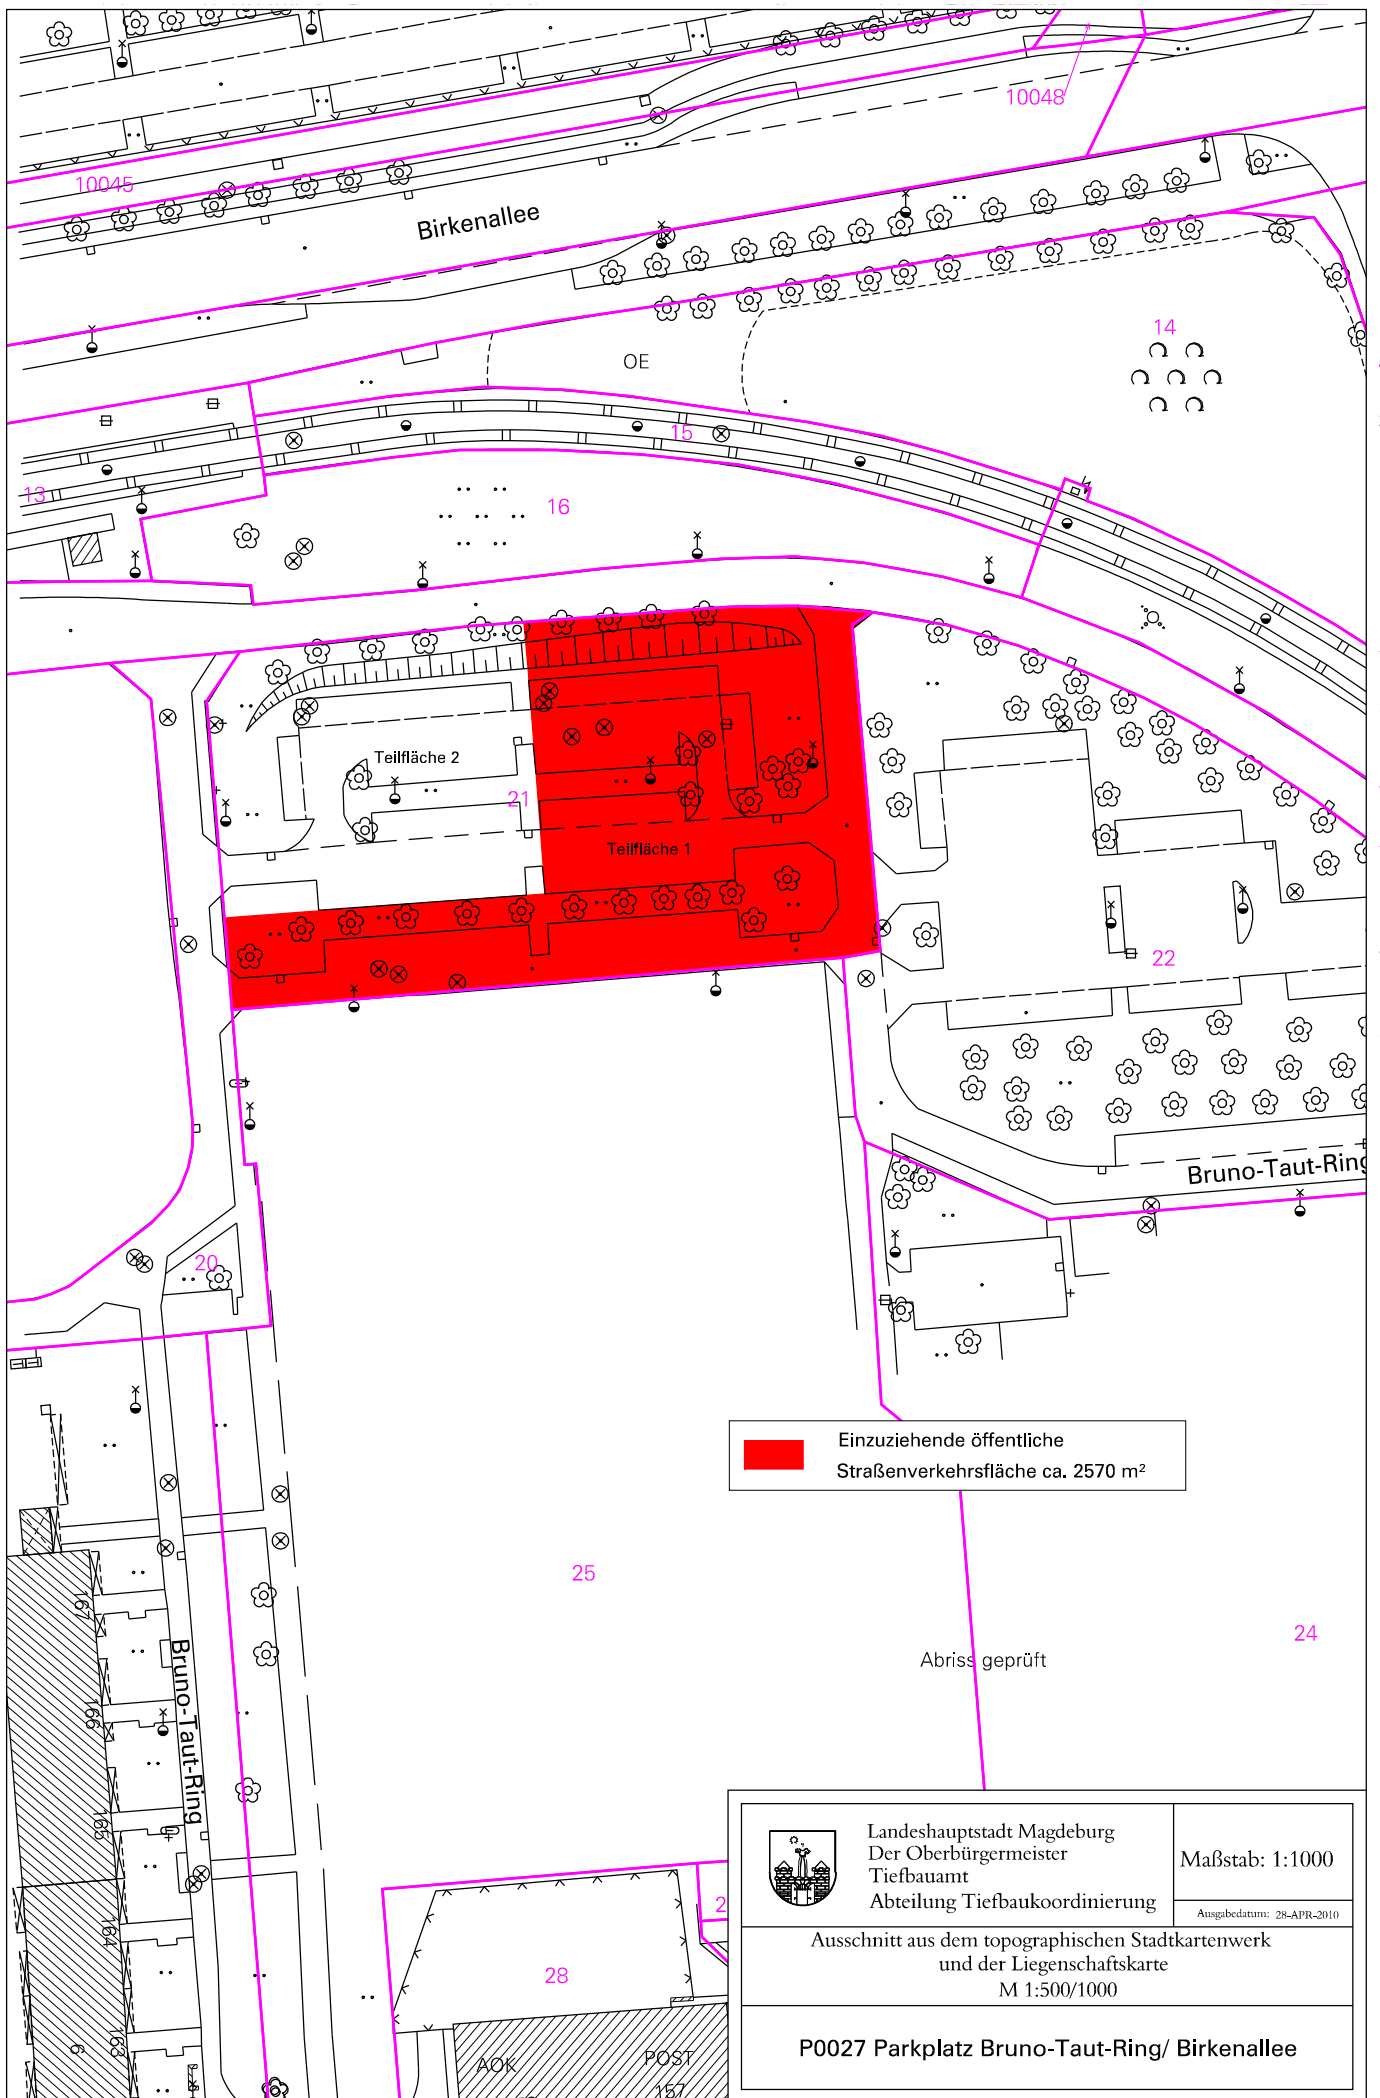 10048
10045
Birkenallee
14
OE
15
13
16
Teilfläche 2
21
Teilfläche 1
22
Bruno-Taut-Ring
20
Einzuziehende öffentliche
Straßenverkehrsfläche ca. 2570 m²
25
24
Abriss geprüft
167
166
Bruno-Taut-Ring
165
164
163
6
28
AOK
POST
157
Landeshauptstadt Magdeburg
Der Oberbürgermeister
Tiefbauamt
Abteilung Tiefbaukoordinierung
Maßstab: 1:1000
Ausgabedatum: 28-APR-2010
Ausschnitt aus dem topographischen Stadtkartenwerk
und der Liegenschaftskarte
M 1:500/1000
P0027 Parkplatz Bruno-Taut-Ring/ Birkenallee